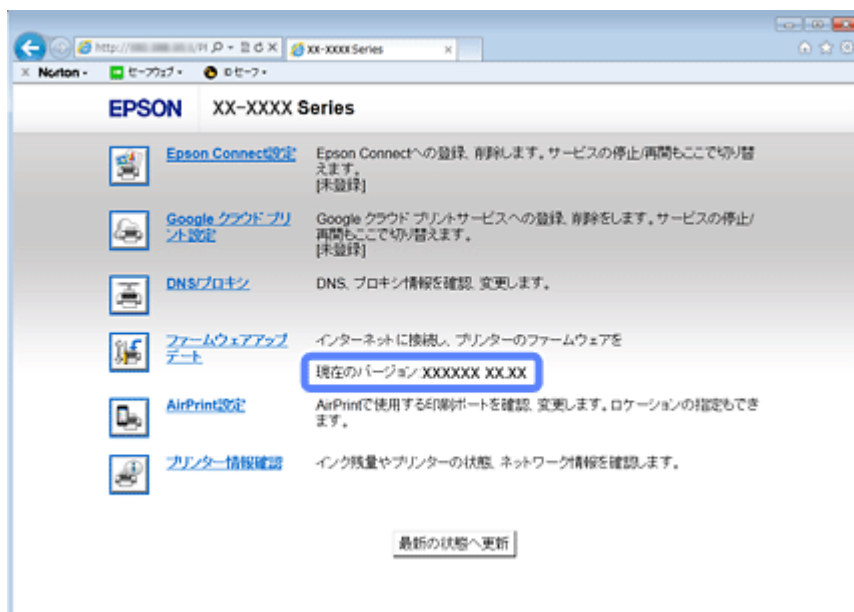 http:// /PI
XX-XXXX Series
Norton
セーフウェブ
IDセーフ
EPSON XX-XXXX Series
Epson Connect設定
Epson Connectへの登録、削除します。サービスの停止/再開もここで切り替
えます。
[未登録]
Google クラウド プリ
ント設定
Google クラウド プリントサービスへの登録、削除をします。サービスの停止/
再開もここで切り替えます。
[未登録]
DNS/プロキシ
DNS、プロキシ情報を確認、変更します。
ファームウェアアップ
デート
インターネットに接続し、プリンターのファームウェアを
現在のバージョン XXXXXX XX.XX
AirPrint設定
AirPrintで使用する印刷ポートを確認、変更します。ロケーションの指定もでき
ます。
プリンター情報確認
インク残量やプリンターの状態、ネットワーク情報を確認します。
最新の状態へ更新